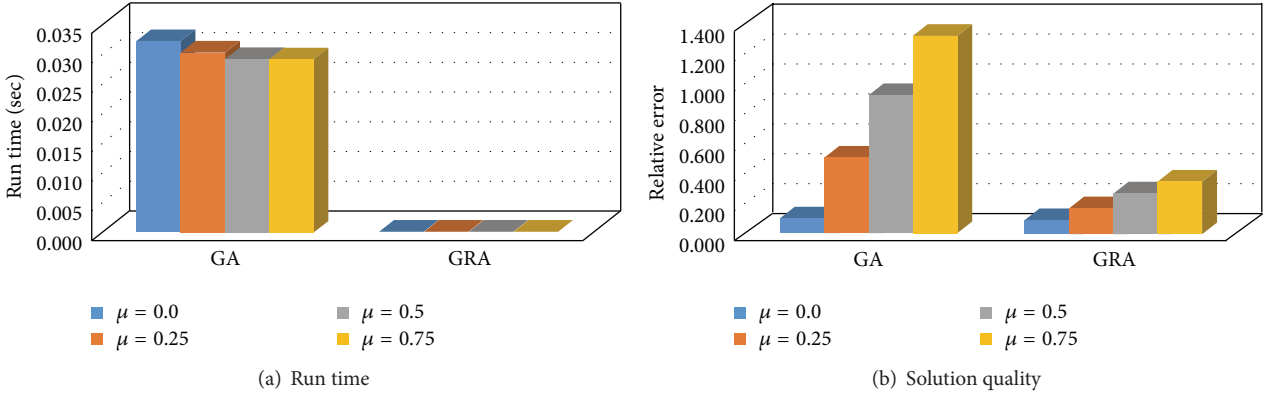 0.035
0.030
0.025
0.020
0.015
0.010
0.005
0.000
Run time (sec)
GA
GRA
μ = 0.0
μ = 0.5
μ = 0.25
μ = 0.75
(a) Run time
1.400
1.200
1.000
0.800
0.600
0.400
0.200
0.000
Relative error
GA
GRA
μ = 0.0
μ = 0.5
μ = 0.25
μ = 0.75
(b) Solution quality